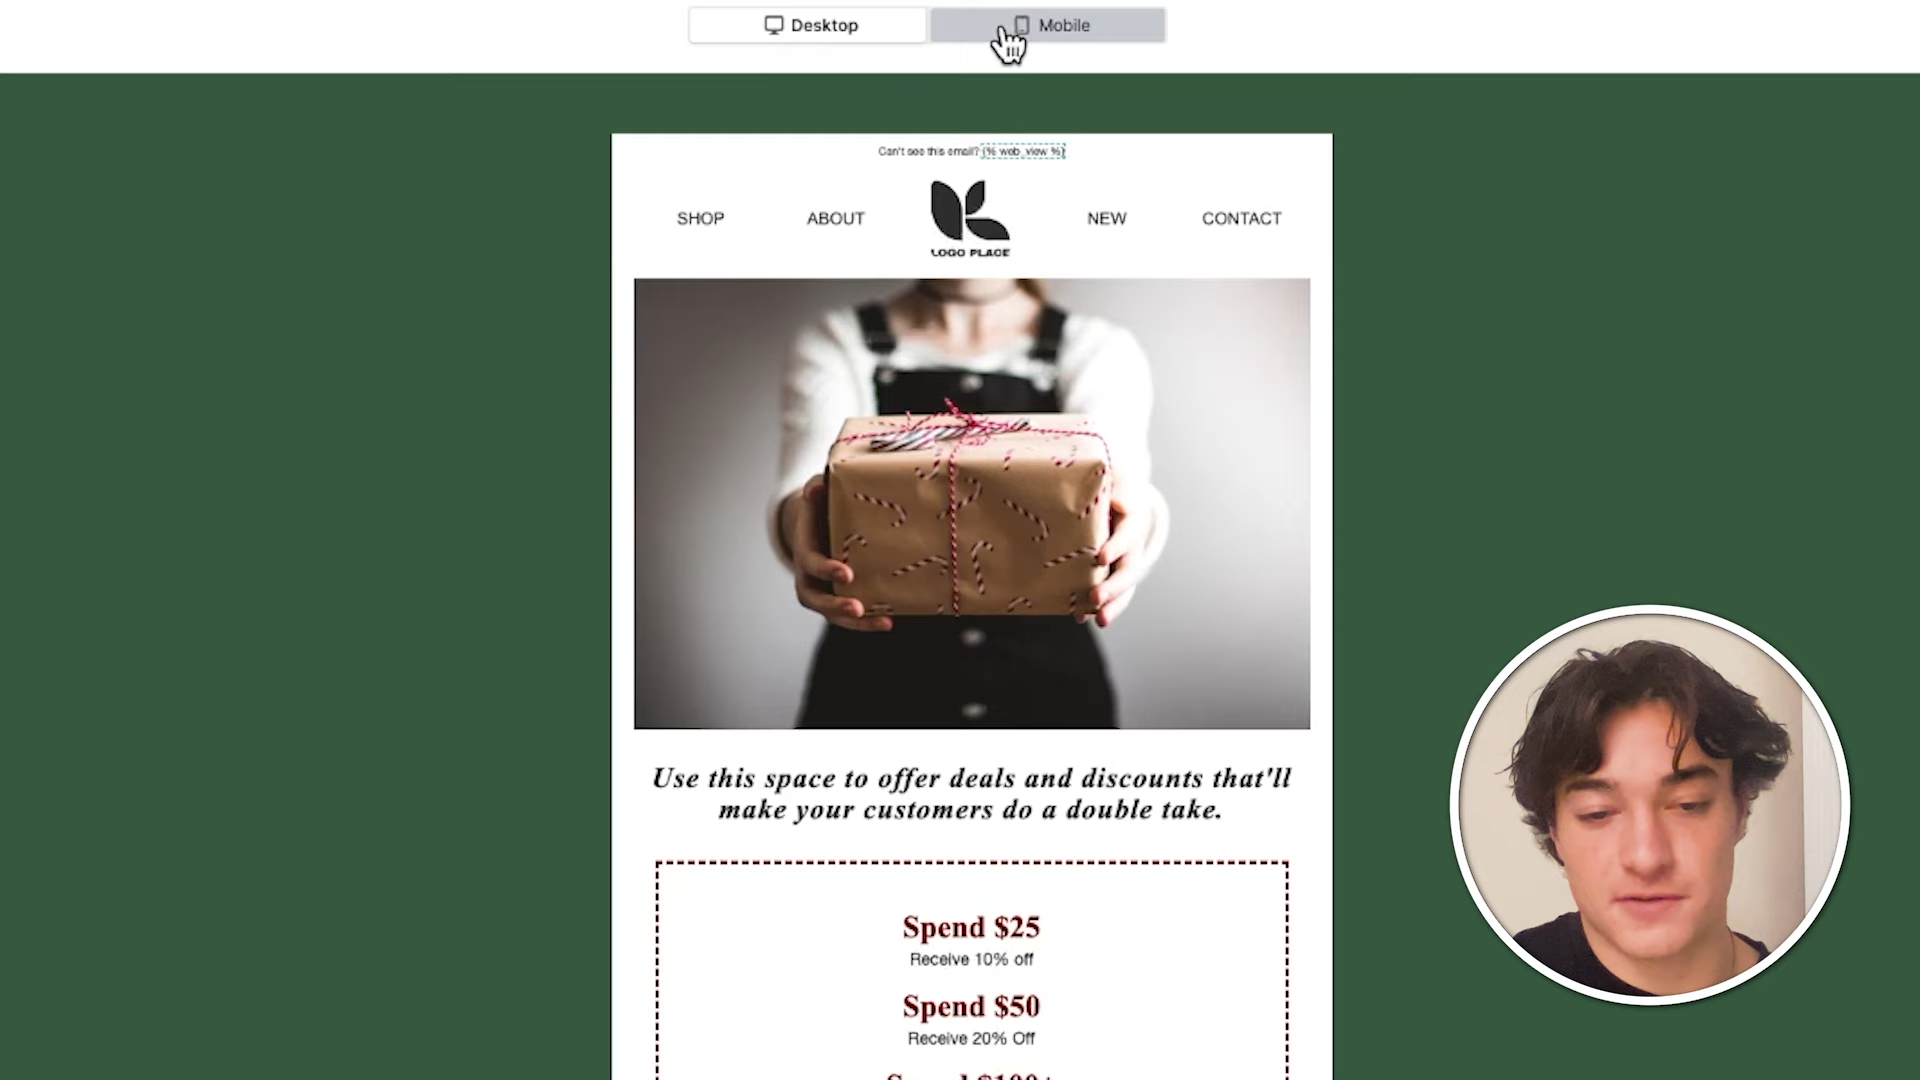 Desktop
Mobile
Can't see this email? {% web_view %}
SHOP
ABOUT
LOGO PLACE
NEW
CONTACT
Use this space to offer deals and discounts that'll
make your customers do a double take.
Spend $25
Receive 10% off
Spend $50
Receive 20% Off
Spend $100+